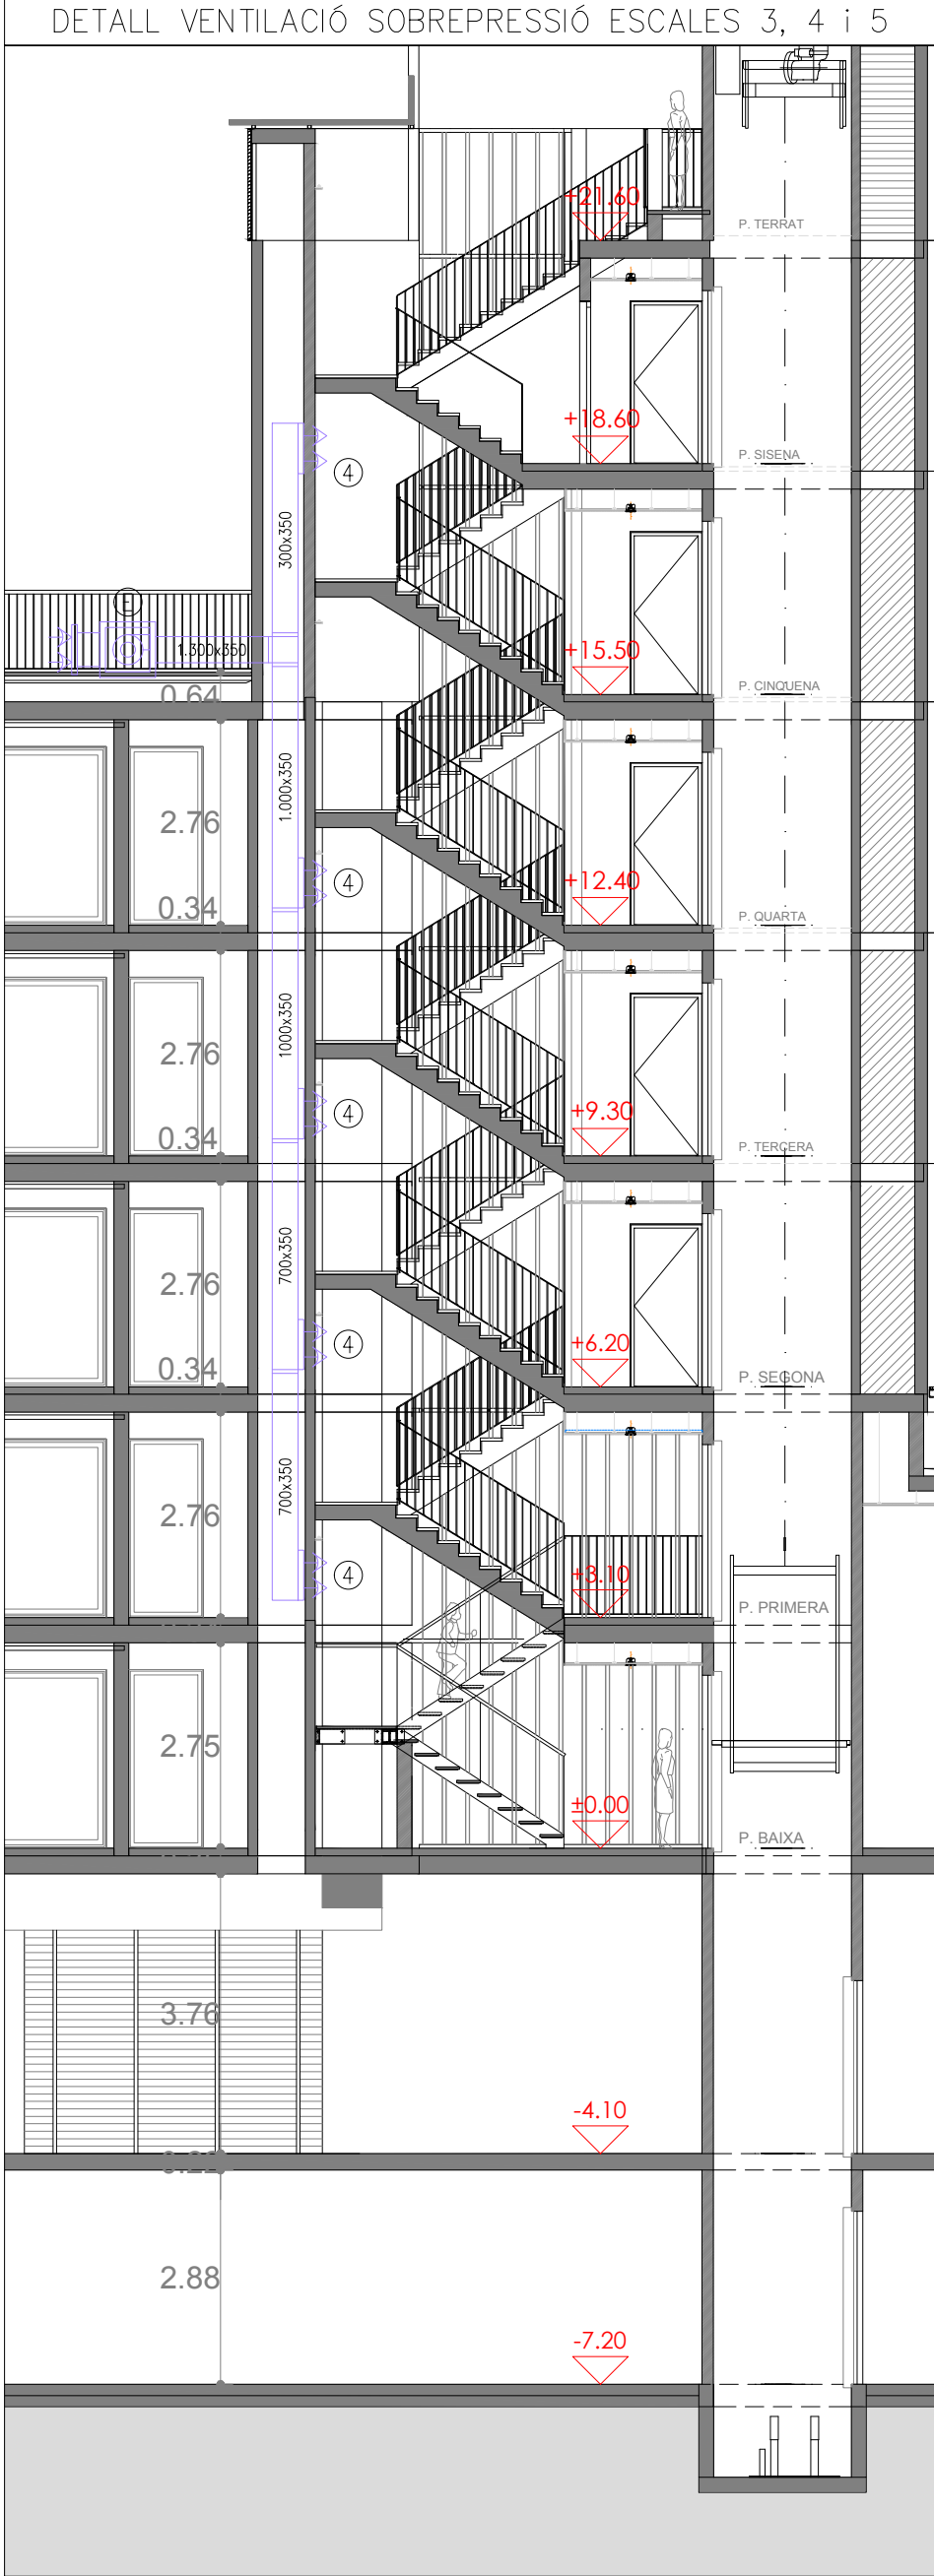 DETALL VENTILACIÓ SOBREPRESSIÓ ESCALES 3, 4 i 5
+21.60
P. TERRAT
+18.60
P. SISENA
4
300x350
E
1.300x350
+15.50
P. CINQUENA
0.64
1.000x350
2.76
4
+12.40
0.34
P. QUARTA
1000x350
2.76
4
+9.30
0.34
P. TERCERA
700x350
2.76
4
+6.20
0.34
P. SEGONA
700x350
2.76
4
+3.10
P. PRIMERA
2.75
±0.00
P. BAIXA
3.76
-4.10
2.88
-7.20